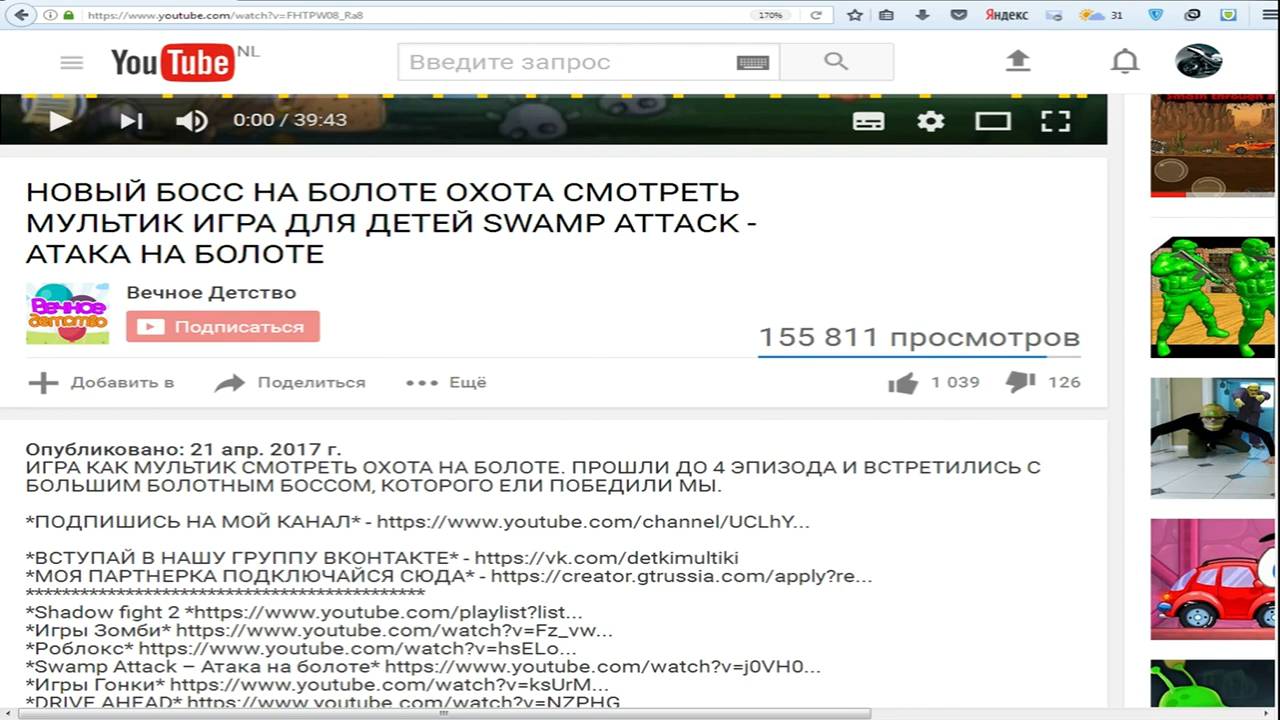 https://www.youtube.com/watch?v=FHTPW08_Ra8
170%
Яндекс
31
YouTube NL
Введите запрос
0:00 / 39:43
НОВЫЙ БОСС НА БОЛОТЕ ОХОТА СМОТРЕТЬ
МУЛЬТИК ИГРА ДЛЯ ДЕТЕЙ SWAMP ATTACK -
АТАКА НА БОЛОТЕ
Вечное детство
Вечное Детство
Подписаться
155 811 просмотров
Добавить в
Поделиться
Ещё
1 039
126
Опубликовано: 21 апр. 2017 г.
ИГРА КАК МУЛЬТИК СМОТРЕТЬ ОХОТА НА БОЛОТЕ. ПРОШЛИ ДО 4 ЭПИЗОДА И ВСТРЕТИЛИСЬ С
БОЛЬШИМ БОЛОТНЫМ БОССОМ, КОТОРОГО ЕЛИ ПОБЕДИЛИ МЫ.
*ПОДПИШИСЬ НА МОЙ КАНАЛ* - https://www.youtube.com/channel/UCLhY...
*ВСТУПАЙ В НАШУ ГРУППУ ВКОНТАКТЕ* - https://vk.com/detkimultiki
*МОЯ ПАРТНЕРКА ПОДКЛЮЧАЙСЯ СЮДА* - https://creator.gtrussia.com/apply?re...
********************************************
*Shadow fight 2 *https://www.youtube.com/playlist?list...
*Игры Зомби* https://www.youtube.com/watch?v=Fz_vw...
*Роблокс* https://www.youtube.com/watch?v=hsELo...
*Swamp Attack – Атака на болоте* https://www.youtube.com/watch?v=j0VH0...
*Игры Гонки* https://www.youtube.com/watch?v=ksUrM...
*DRIVE AHEAD* https://www.youtube.com/watch?v=NZPHG